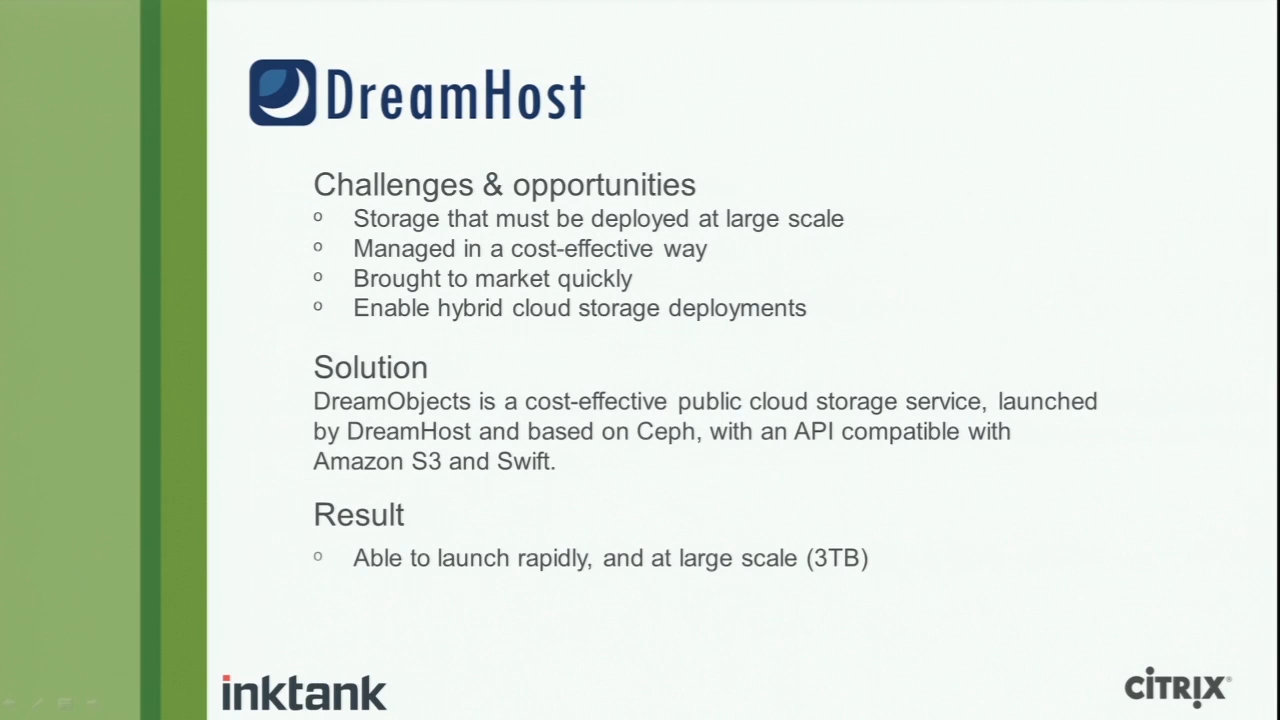 DreamHost
Challenges & opportunities
o Storage that must be deployed at large scale
o Managed in a cost-effective way
o Brought to market quickly
o Enable hybrid cloud storage deployments
Solution
DreamObjects is a cost-effective public cloud storage service, launched
by DreamHost and based on Ceph, with an API compatible with
Amazon S3 and Swift.
Result
o Able to launch rapidly, and at large scale (3TB)
inktank
CITRIX®